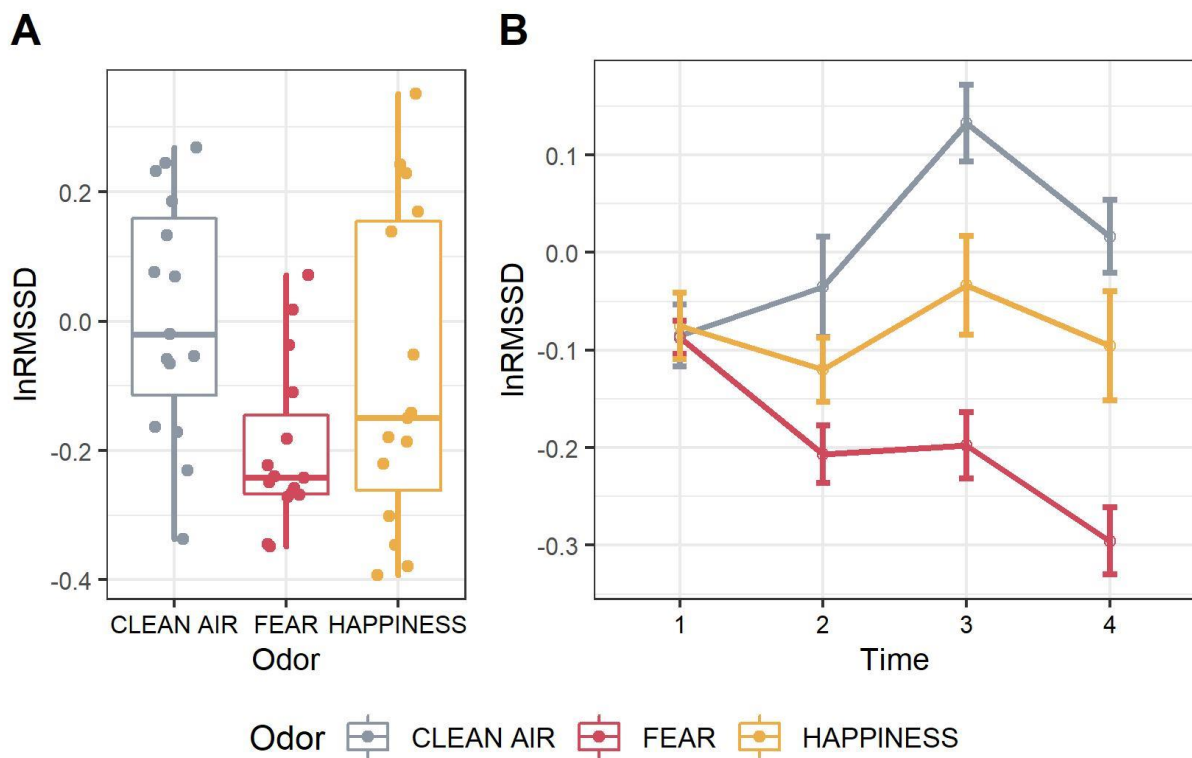 A
lnRMSSD
0.2
0.0
-0.2
-0.4
CLEAN AIR FEAR HAPPINESS
Odor
B
lnRMSSD
0.1
0.0
-0.1
-0.2
-0.3
1 2 3 4
Time
Odor CLEAN AIR FEAR HAPPINESS